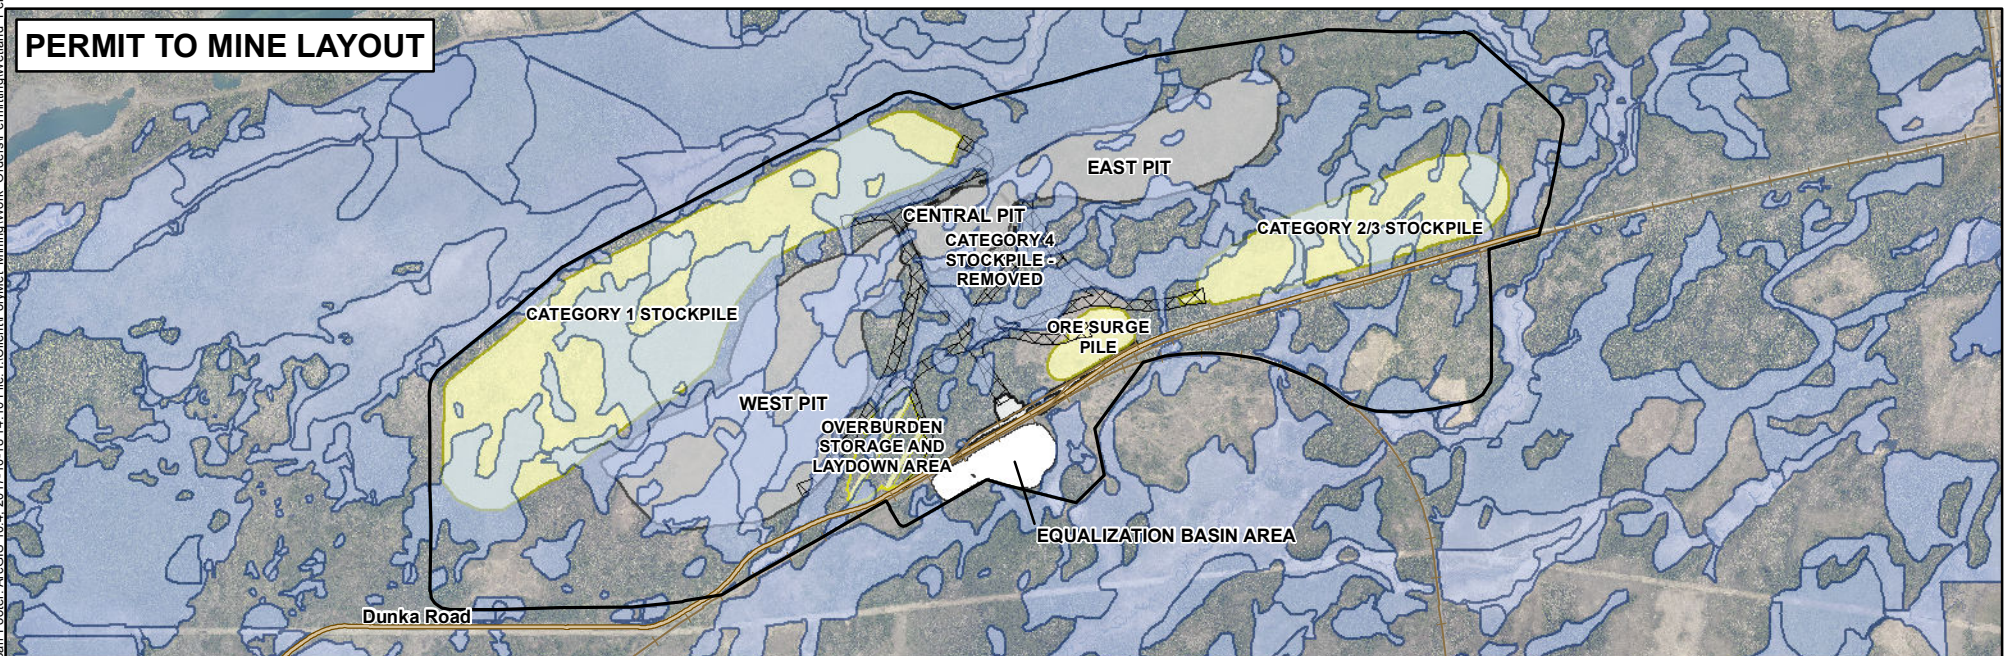 PERMIT TO MINE LAYOUT
EAST PIT
CENTRAL PIT
CATEGORY 4
STOCKPILE -
REMOVED
CATEGORY 2/3 STOCKPILE
CATEGORY 1 STOCKPILE
ORE SURGE
PILE
WEST PIT
OVERBURDEN
STORAGE AND
LAYDOWN AREA
EQUALIZATION BASIN AREA
Dunka Road